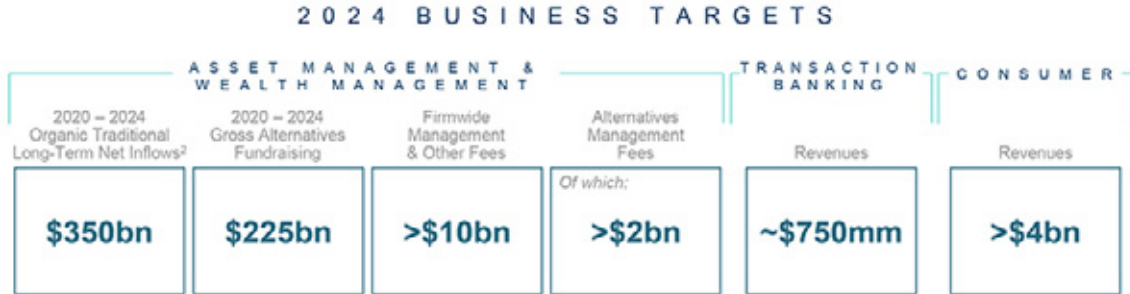 2024 BUSINESS TARGETS
ASSET MANAGEMENT &
WEALTH MANAGEMENT
2020 – 2024
Organic Traditional
Long-Term Net Inflows²
$350bn
2020 – 2024
Gross Alternatives
Fundraising
$225bn
Firmwide
Management
& Other Fees
>$10bn
Alternatives
Management
Fees
Of which:
>$2bn
TRANSACTION
BANKING
Revenues
~$750mm
CONSUMER
Revenues
>$4bn